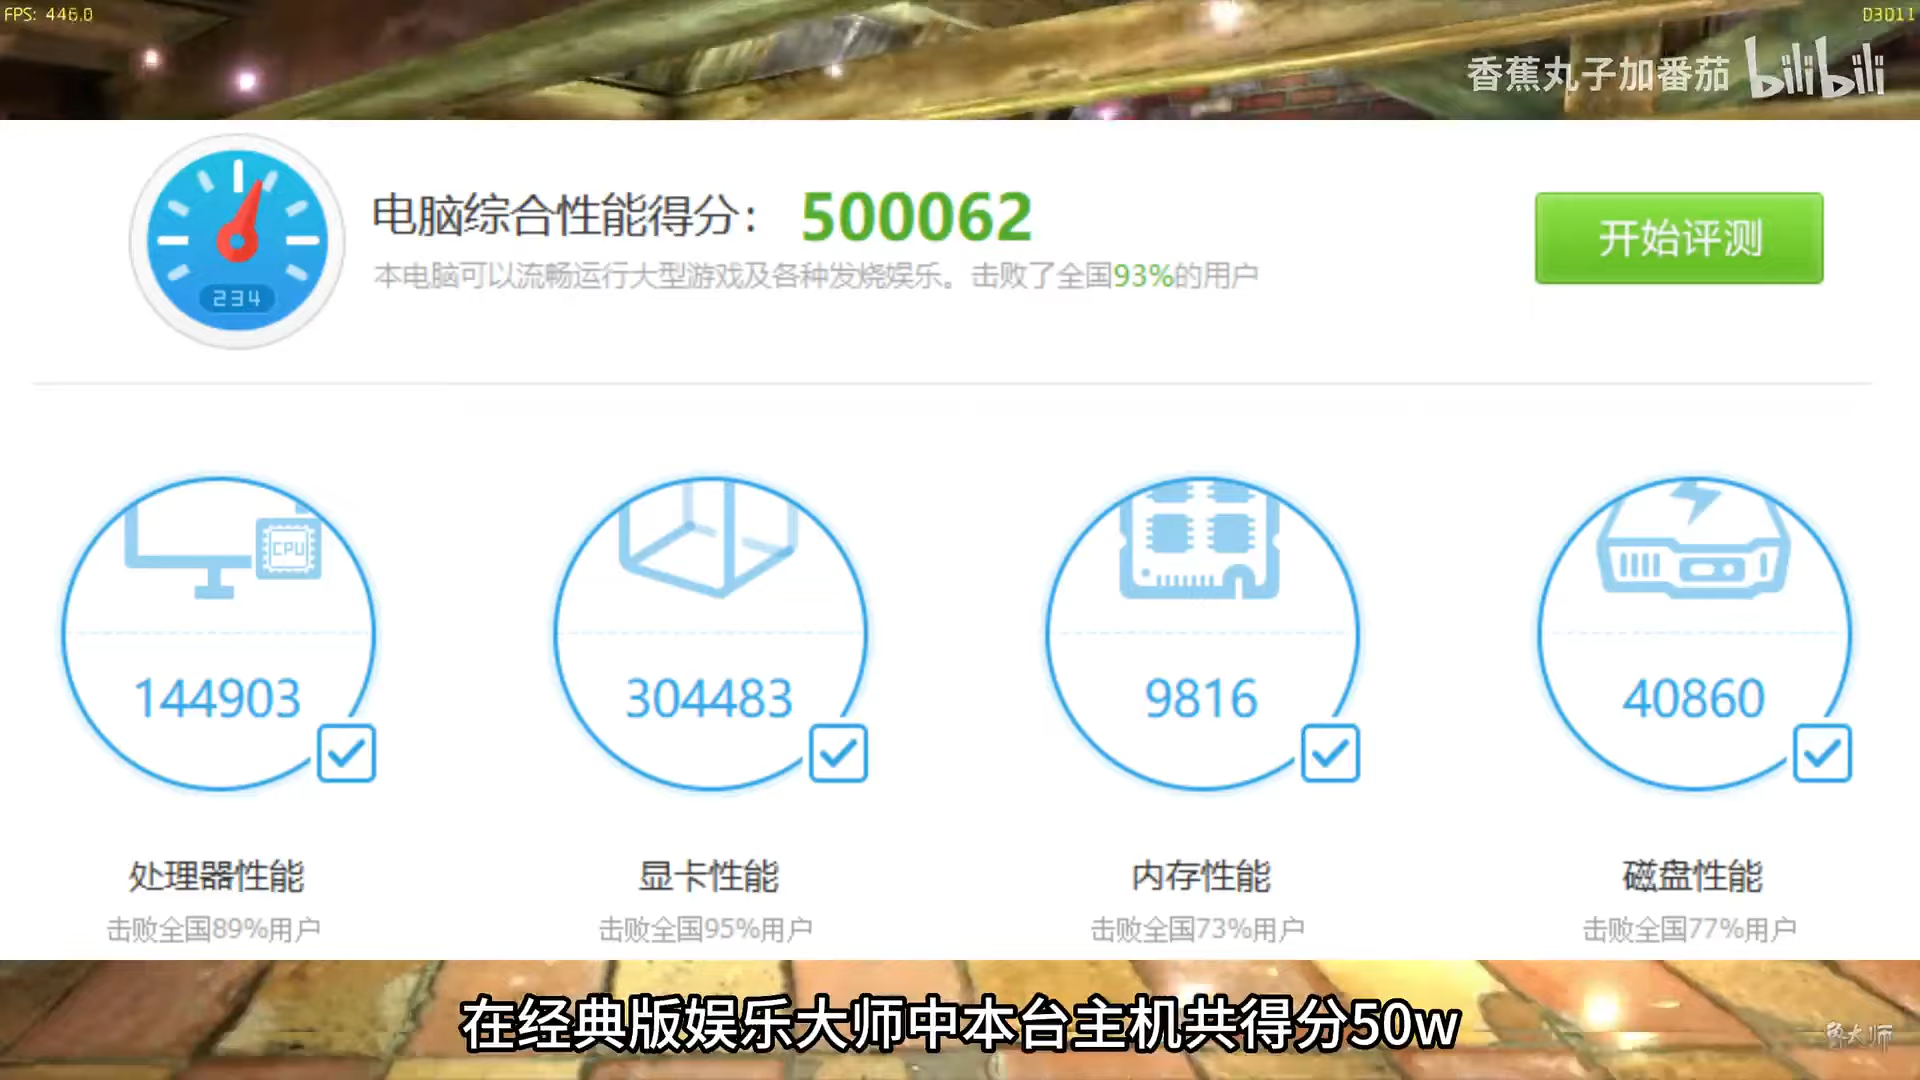 FPS: 446.0
D3D11
香蕉丸子加番茄 bilibili
电脑综合性能得分： 500062
本电脑可以流畅运行大型游戏及各种发烧娱乐。击败了全国93%的用户
开始评测
234
CPU
144903
304483
9816
40860
处理器性能
显卡性能
内存性能
磁盘性能
击败全国89%用户
击败全国95%用户
击败全国73%用户
击败全国77%用户
在经典版娱乐大师中本台主机共得分50w
鲁大师